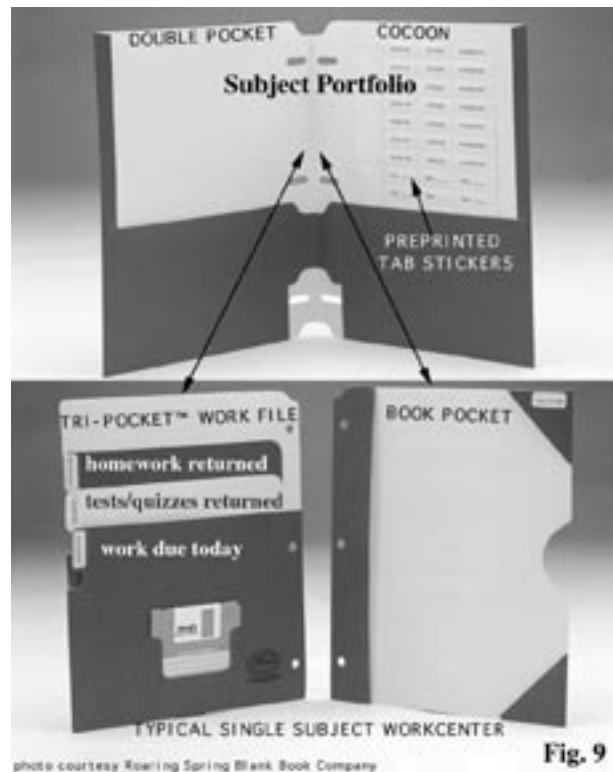 DOUBLE POCKET COCOON
Subject Portfolio
PREPRINTED
TAB STICKERS
TRI-POCKET™ WORK FILE
BOOK POCKET
homework returned
tests/quizzes returned
work due today
TYPICAL SINGLE SUBJECT WORKCENTER
Fig. 9
photo courtesy Roaring Spring Blank Book Company